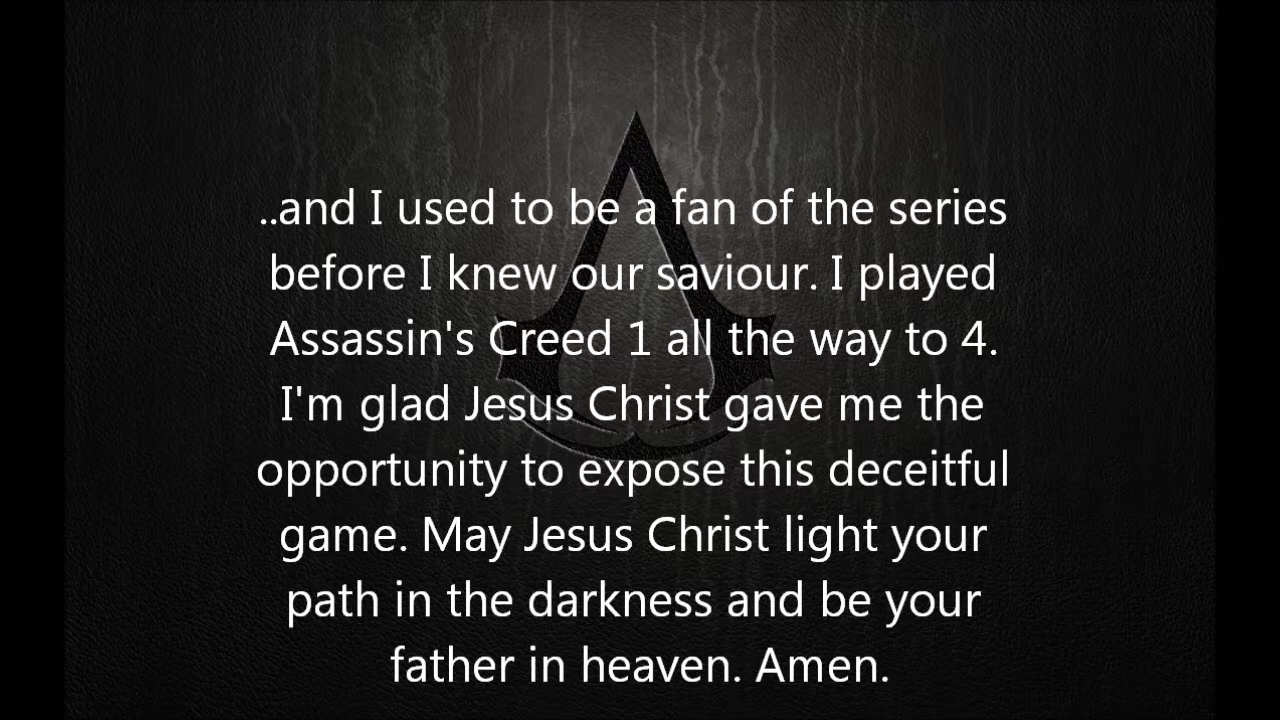 ..and I used to be a fan of the series
before I knew our saviour. I played
Assassin's Creed 1 all the way to 4.
I'm glad Jesus Christ gave me the
opportunity to expose this deceitful
game. May Jesus Christ light your
path in the darkness and be your
father in heaven. Amen.